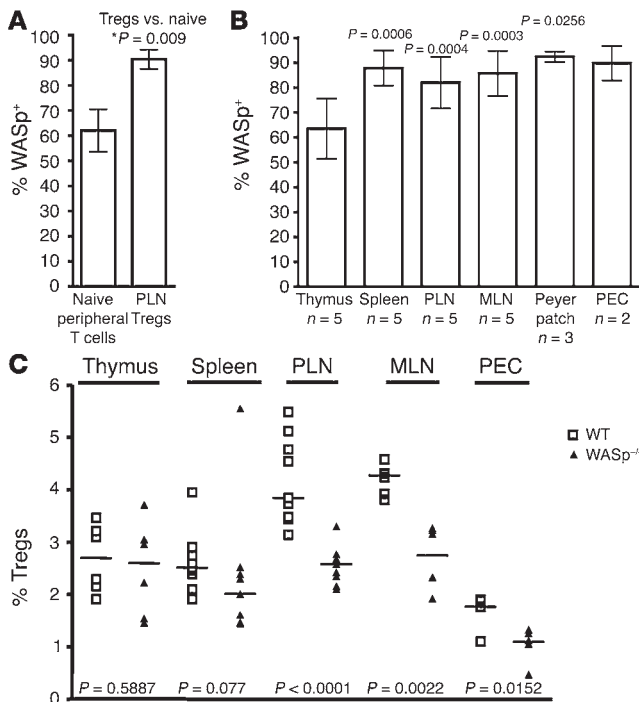 A
Tregs vs. naive
*P = 0.009
% WASp+
100
90
80
70
60
50
40
30
20
10
0
Naive peripheral T cells
PLN Tregs
B
P = 0.0006
P = 0.0004
P = 0.0003
P = 0.0256
% WASp+
100
90
80
70
60
50
40
30
20
10
0
Thymus Spleen PLN MLN Peyer patch PEC
n = 5 n = 5 n = 5 n = 5 n = 3 n = 2
C
Thymus Spleen PLN MLN PEC
% Tregs
6
5
4
3
2
1
0
P = 0.5887 P = 0.077 P < 0.0001 P = 0.0022 P = 0.0152
WT
WASp–/